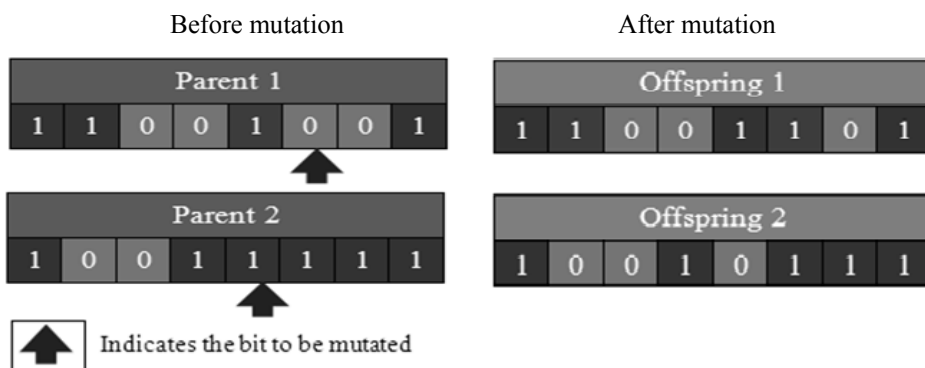 Before mutation
After mutation
Parent 1
1 1 0 0 1 0 0 1
Offspring 1
1 1 0 0 1 1 0 1
Parent 2
1 0 0 1 1 1 1 1
Offspring 2
1 0 0 1 0 1 1 1
Indicates the bit to be mutated